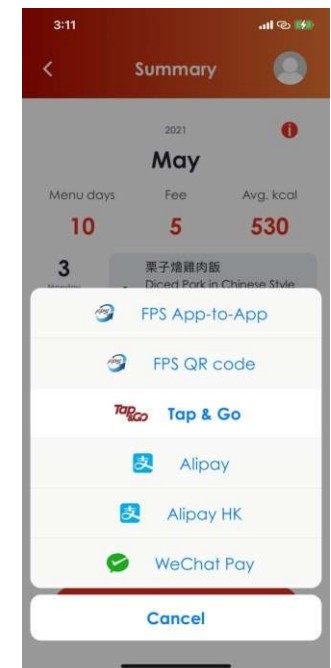 3:11
Summary
2021
May
Menu days Fee Avg. kcal
10 5 530
3
Monday
栗子燴雞肉飯
Diced Pork in Chinese Style
FPS App-to-App
FPS QR code
Tap & Go
Alipay
Alipay HK
WeChat Pay
Cancel